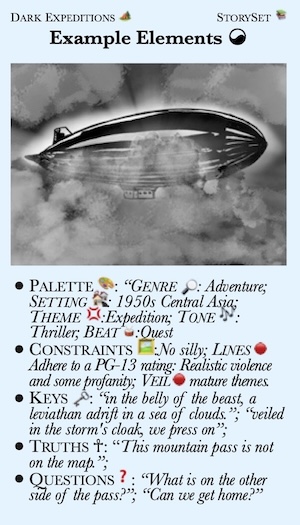 Dark Expeditions 🏕️ StorySet 📚
Example Elements ☯
• Palette 🎨: “Genre 🔎: Adventure;
Setting 🕵️: 1950s Central Asia;
Theme 💢:Expedition; Tone 🎶:
Thriller; Beat 🥁:Quest
• Constraints 🖼️:No silly; Lines 🛑
Adhere to a PG-13 rating: Realistic violence
and some profanity; Veil 🛑 mature themes.
• Keys 🗝️: “in the belly of the beast, a
leviathan adrift in a sea of clouds.”; “veiled
in the storm's cloak, we press on”;
• Truths ☥: “This mountain pass is not
on the map.”;
• Questions ❓: “What is on the other
side of the pass?”; “Can we get home?”